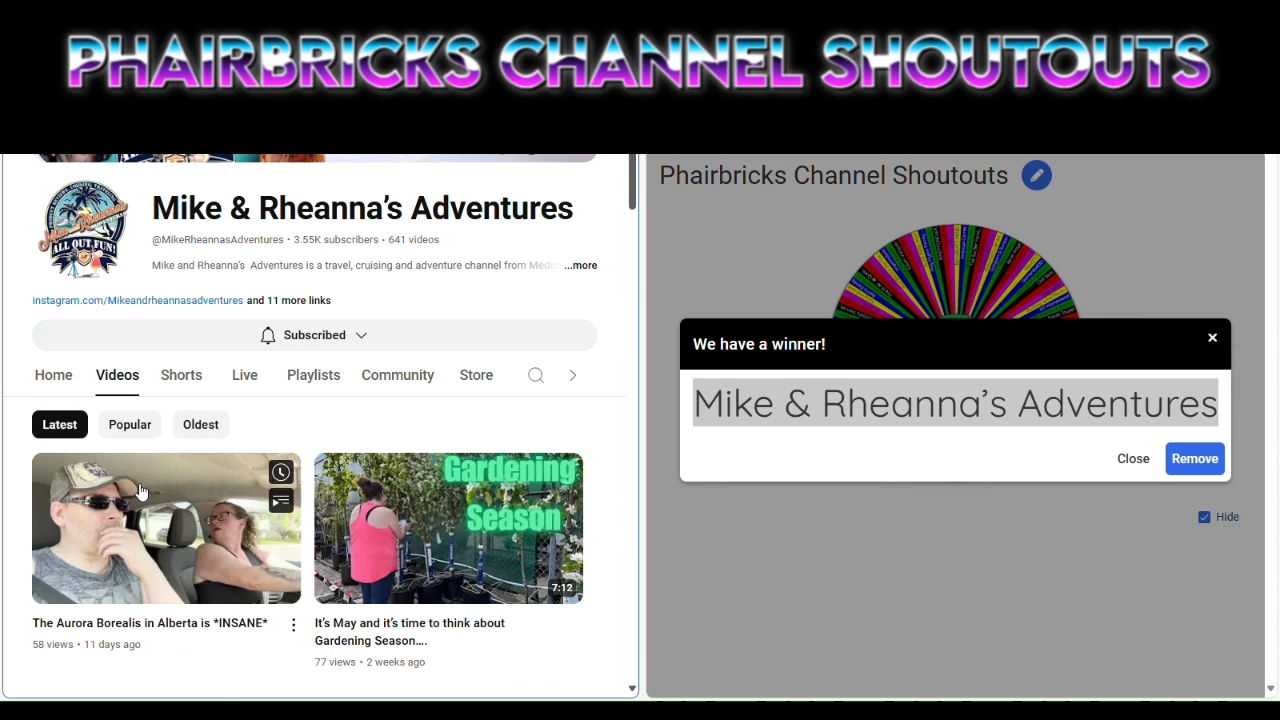 PHAIRBRICKS CHANNEL SHOUTOUTS
Mike & Rheanna’s Adventures
@MikeRheannasAdventures • 3.55K subscribers • 641 videos
Mike and Rheanna's Adventures is a travel, cruising and adventure channel from ...more
instagram.com/Mikeandrheannasadventures and 11 more links
Subscribed
Home Videos Shorts Live Playlists Community Store
Latest Popular Oldest
ALL OUT FUN!
Gardening
Season
7:12
The Aurora Borealis in Alberta is *INSANE*
58 views • 11 days ago
It's May and it's time to think about
Gardening Season....
77 views • 2 weeks ago
Phairbricks Channel Shoutouts
We have a winner!
×
Mike & Rheanna’s Adventures
Close Remove
Hide